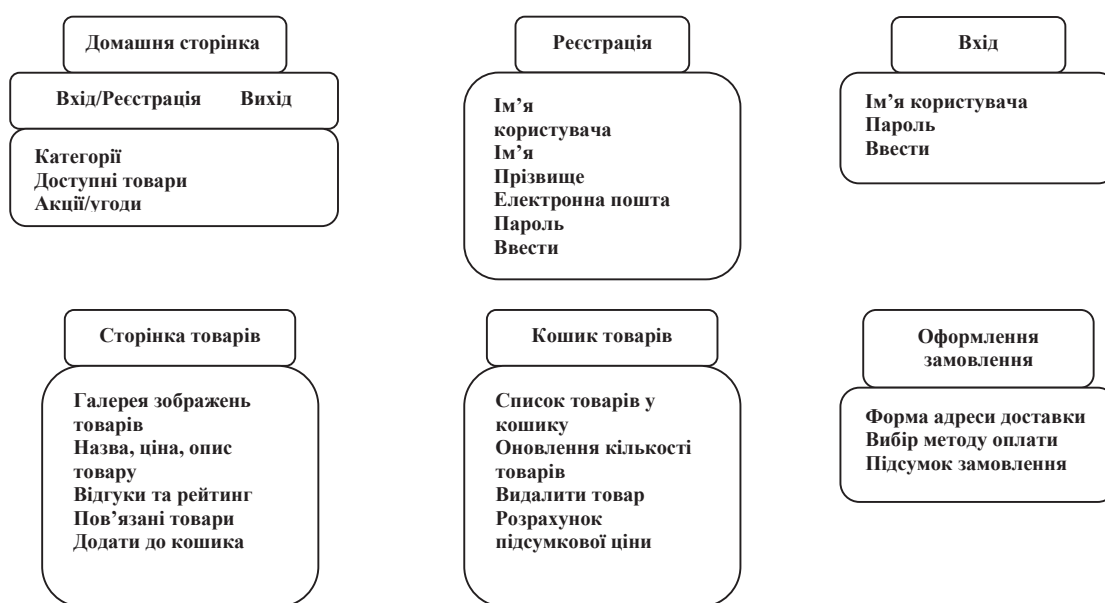 Домашня сторінка
Вхід/Реєстрація Вихід
Категорії
Доступні товари
Акції/угоди
Реєстрація
Ім’я
користувача
Ім’я
Прізвище
Електронна пошта
Пароль
Ввести
Вхід
Ім’я користувача
Пароль
Ввести
Сторінка товарів
Галерея зображень
товарів
Назва, ціна, опис
товару
Відгуки та рейтинг
Пов’язані товари
Додати до кошика
Кошик товарів
Список товарів у
кошику
Оновлення кількості
товарів
Видалити товар
Розрахунок
підсумкової ціни
Оформлення
замовлення
Форма адреси доставки
Вибір методу оплати
Підсумок замовлення